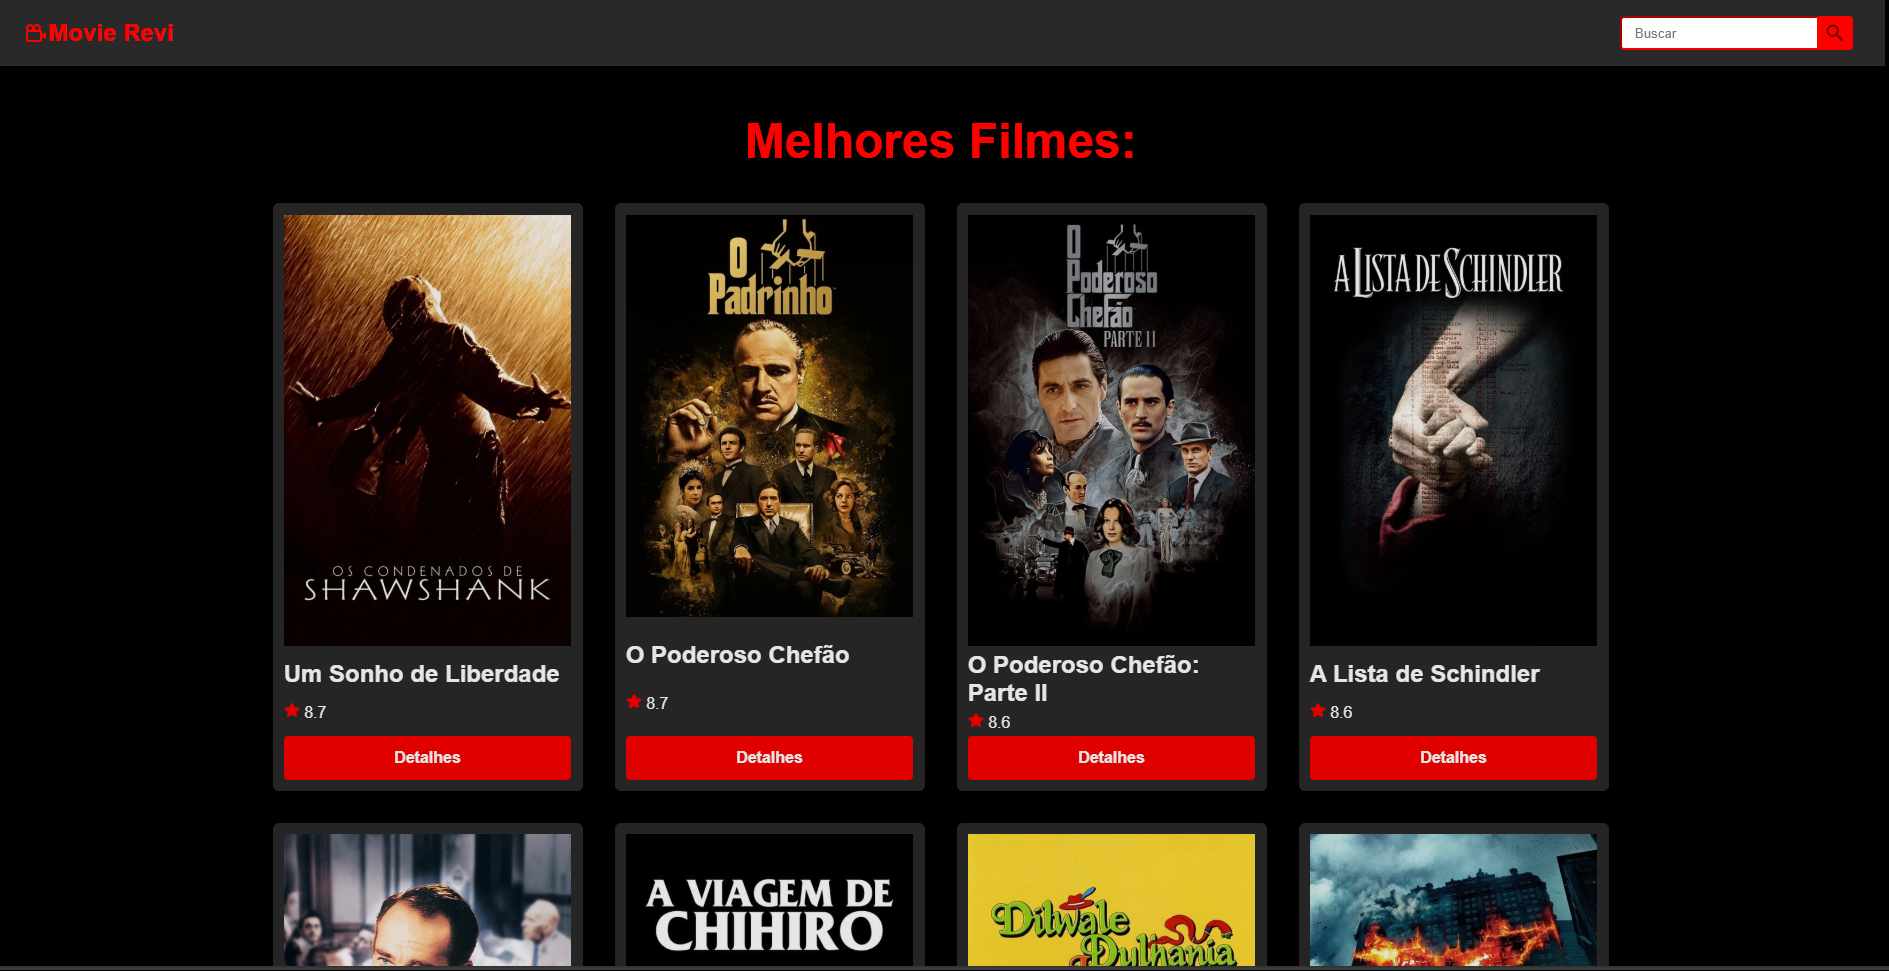 Movie Revi
Buscar
Melhores Filmes:
OS CONDENADOS DE
SHAWSHANK
O
Padrinho
O
Poderoso
Chefão
PARTE II
A LISTA DE SCHINDLER
Um Sonho de Liberdade
8.7
Detalhes
O Poderoso Chefão
8.7
Detalhes
O Poderoso Chefão:
Parte II
8.6
Detalhes
A Lista de Schindler
8.6
Detalhes
A VIAGEM DE
CHIHIRO
Dilwale
Dulhania